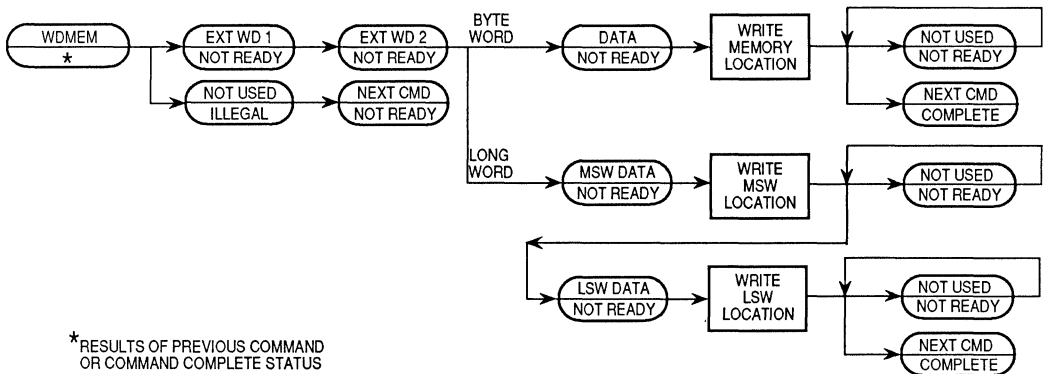 WDMEM
*
EXT WD 1
NOT READY
EXT WD 2
NOT READY
NOT USED
ILLEGAL
NEXT CMD
NOT READY
BYTE
WORD
DATA
NOT READY
WRITE
MEMORY
LOCATION
NOT USED
NOT READY
NEXT CMD
COMPLETE
LONG
WORD
MSW DATA
NOT READY
WRITE
MSW
LOCATION
NOT USED
NOT READY
LSW DATA
NOT READY
WRITE
LSW
LOCATION
NOT USED
NOT READY
NEXT CMD
COMPLETE
*RESULTS OF PREVIOUS COMMAND
OR COMMAND COMPLETE STATUS